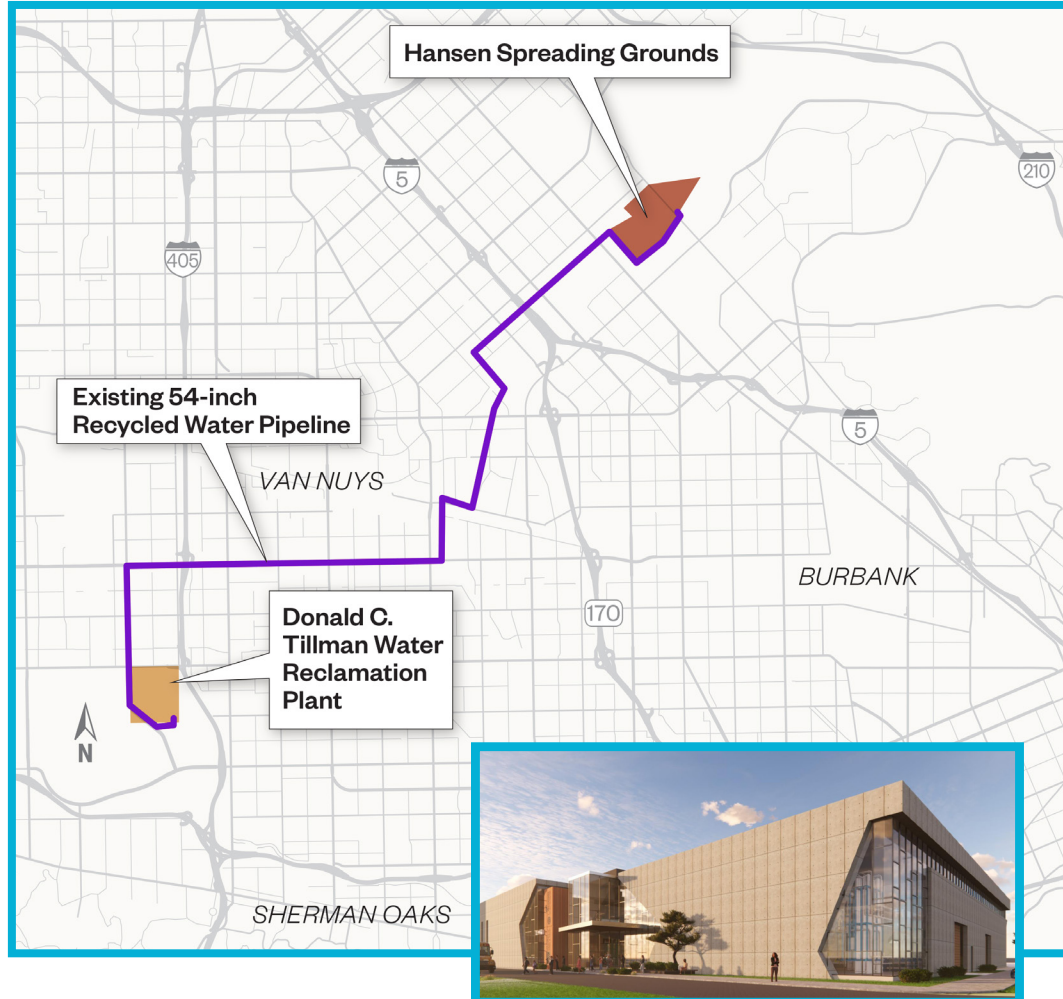 Hansen Spreading Grounds
5
210
405
Existing 54-inch
Recycled Water Pipeline
5
VAN NUYS
BURBANK
Donald C.
Tillman Water
Reclamation
Plant
170
N
SHERMAN OAKS